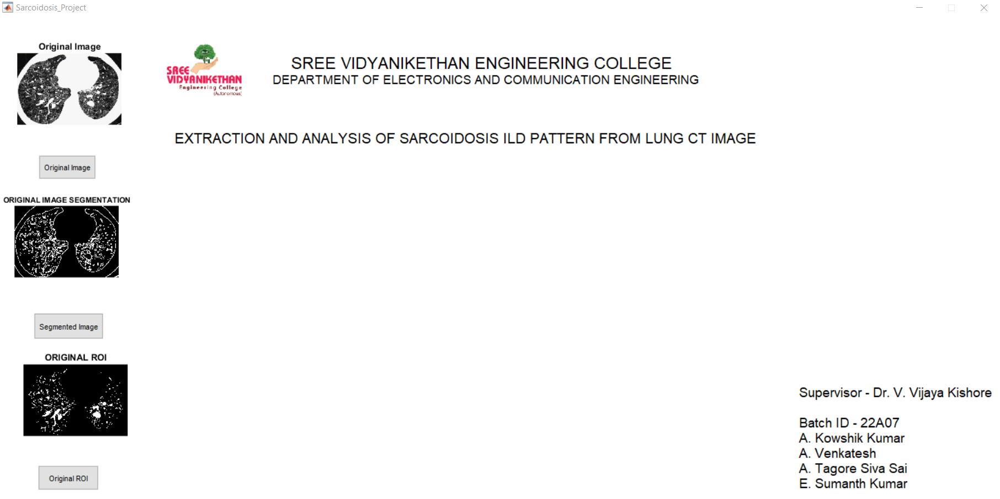 Sarcoidosis_Project
Original Image
SREE
VIDYANIKETHAN
Engineering College
(Autonomous)
SREE VIDYANIKETHAN ENGINEERING COLLEGE
DEPARTMENT OF ELECTRONICS AND COMMUNICATION ENGINEERING
EXTRACTION AND ANALYSIS OF SARCOIDOSIS ILD PATTERN FROM LUNG CT IMAGE
Original Image
ORIGINAL IMAGE SEGMENTATION
Segmented Image
ORIGINAL ROI
Original ROI
Supervisor - Dr. V. Vijaya Kishore
Batch ID - 22A07
A. Kowshik Kumar
A. Venkatesh
A. Tagore Siva Sai
E. Sumanth Kumar